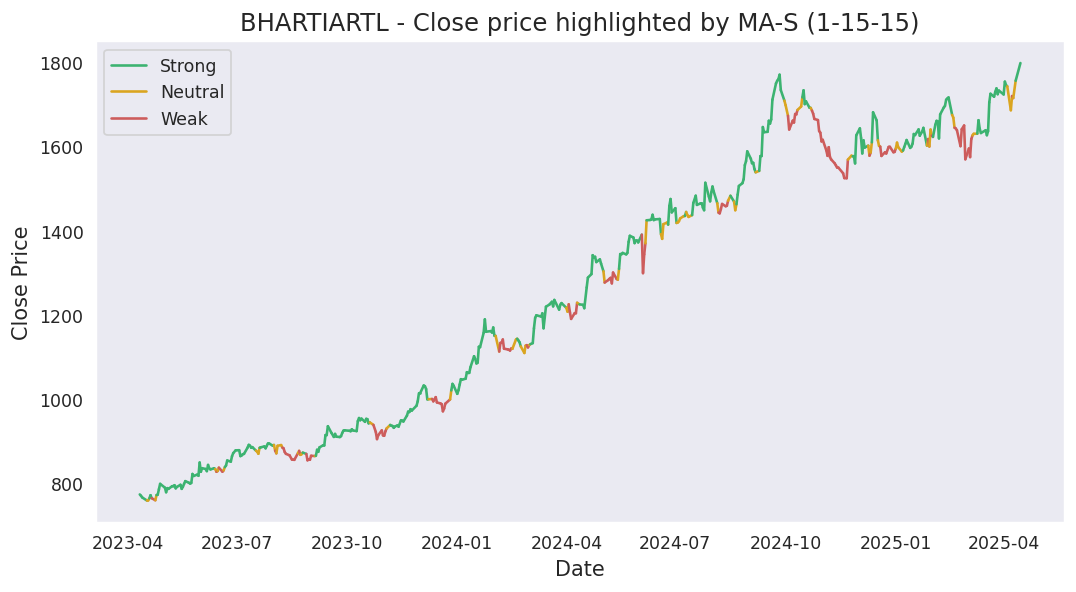 BHARTIARTL - Close price highlighted by MA-S (1-15-15)
Strong
Neutral
Weak
1800
1600
1400
1200
1000
800
Close Price
2023-04 2023-07 2023-10 2024-01 2024-04 2024-07 2024-10 2025-01 2025-04
Date